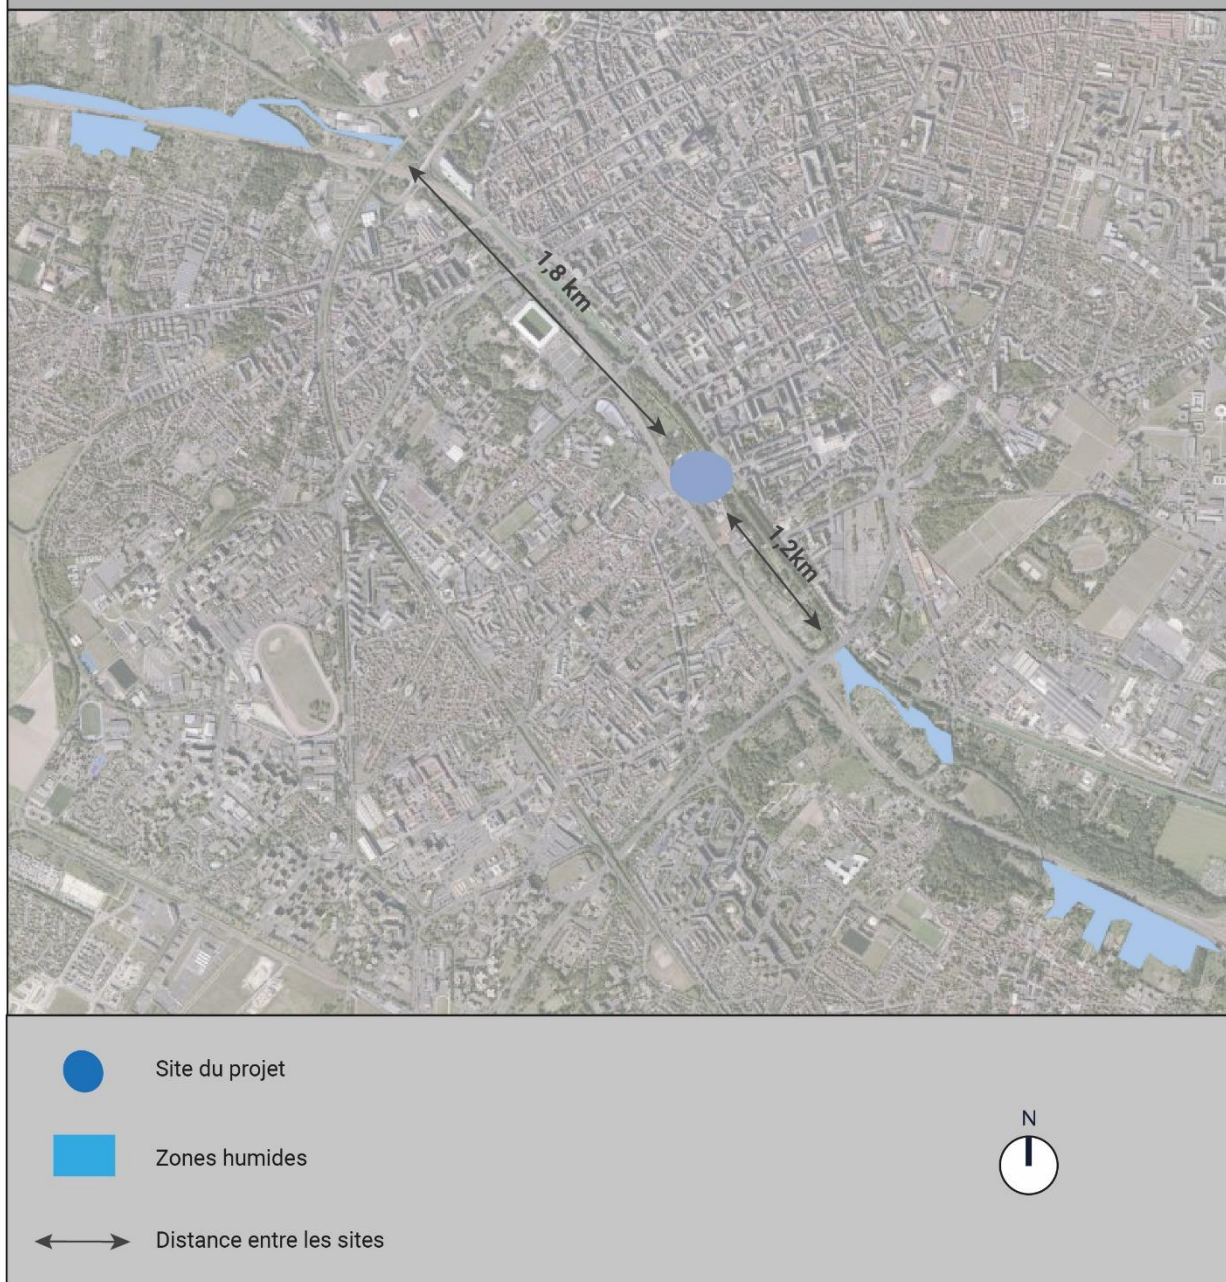 1,8 km
1,2km
Site du projet
N
Zones humides
Distance entre les sites